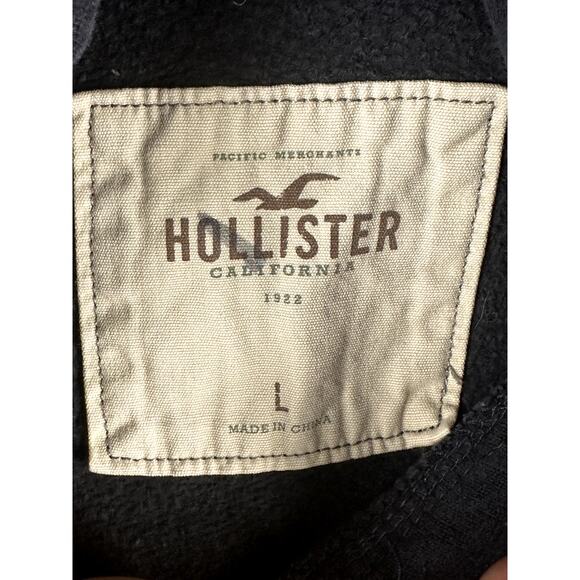 PACIFIC MERCHANTS
HOLLISTER
CALIFORNIA
1922
L
MADE IN CHINA